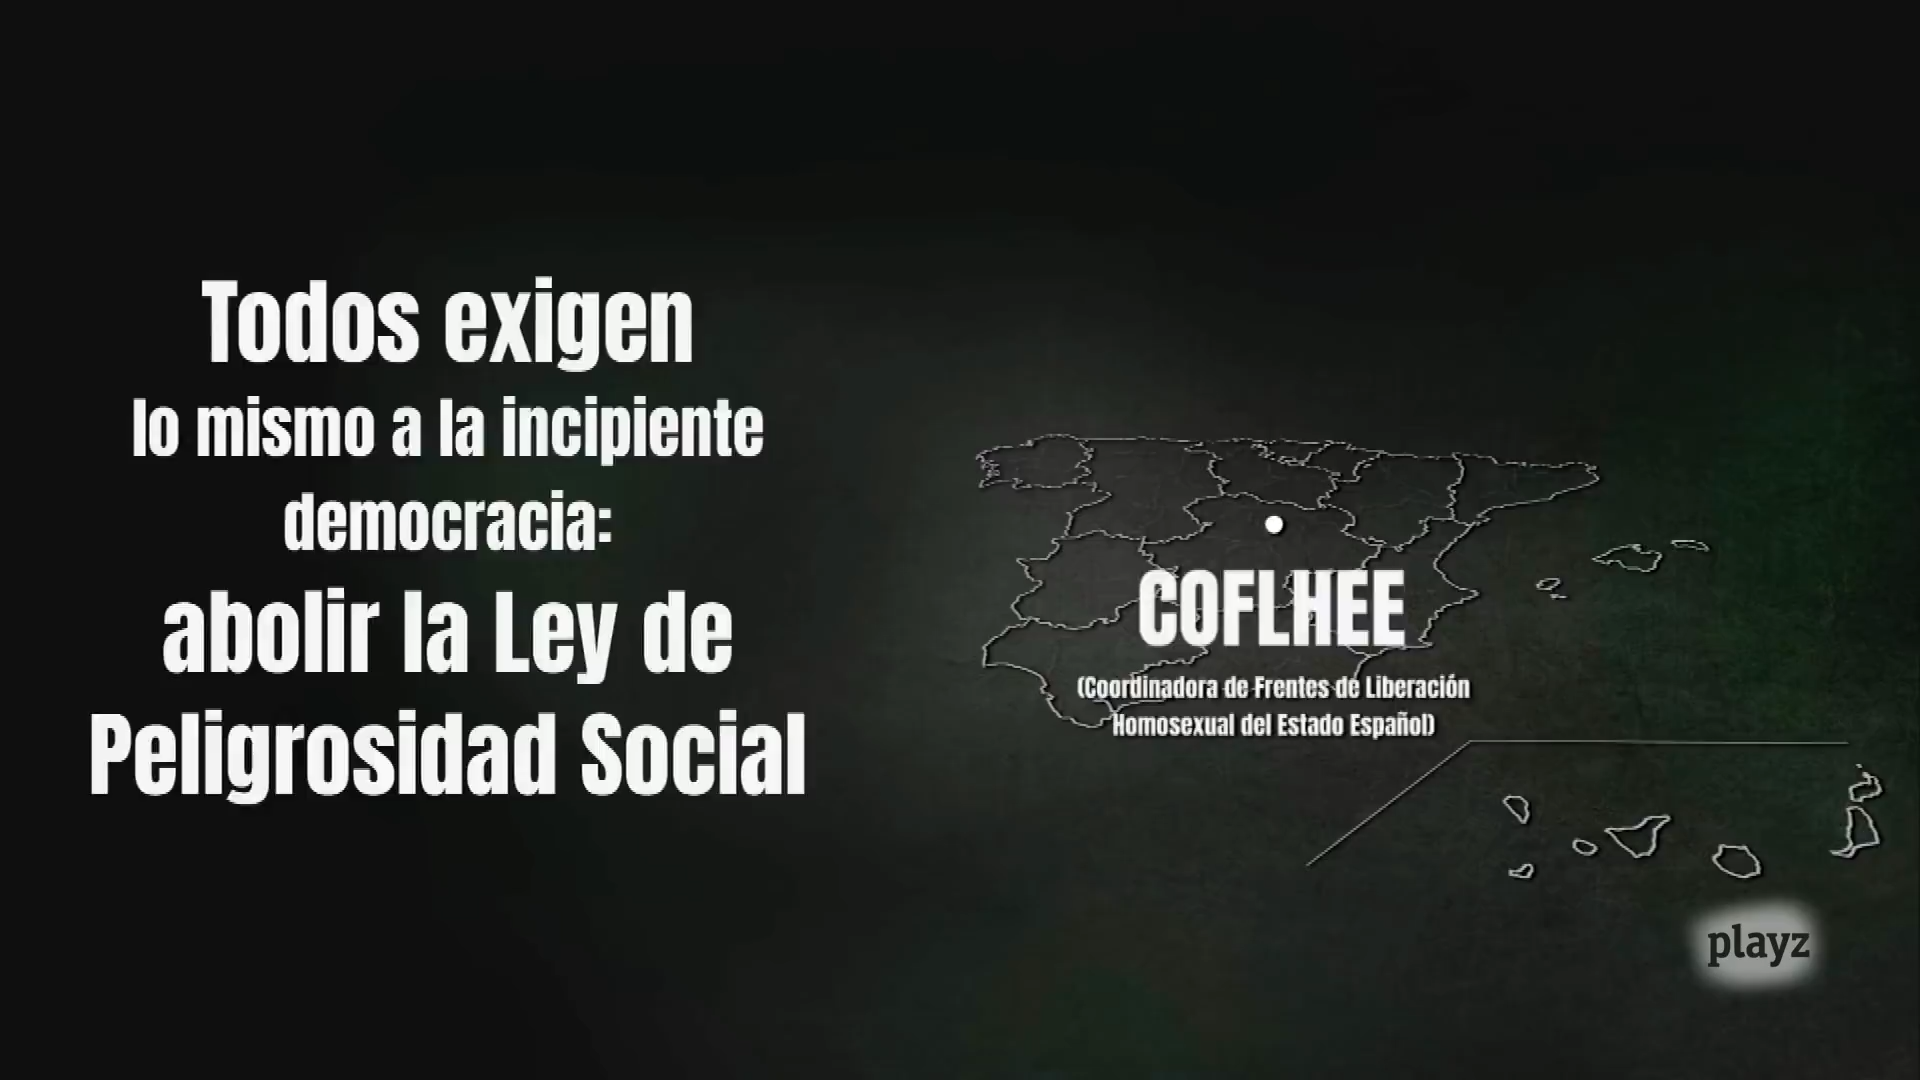 Todos exigen
lo mismo a la incipiente
democracia:
abolir la Ley de
Peligrosidad Social
COFLHEE
(Coordinadora de Frentes de Liberación
Homosexual del Estado Español)
playz